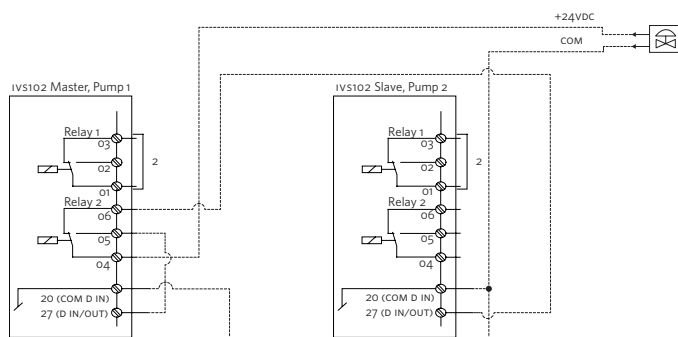 +24VDC
COM
IVS102 Master, Pump 1
IVS102 Slave, Pump 2
Relay 1
03
02
2
01
Relay 2
06
05
04
20 (COM D IN)
27 (D IN/OUT)
Relay 1
03
02
2
01
Relay 2
06
05
04
20 (COM D IN)
27 (D IN/OUT)